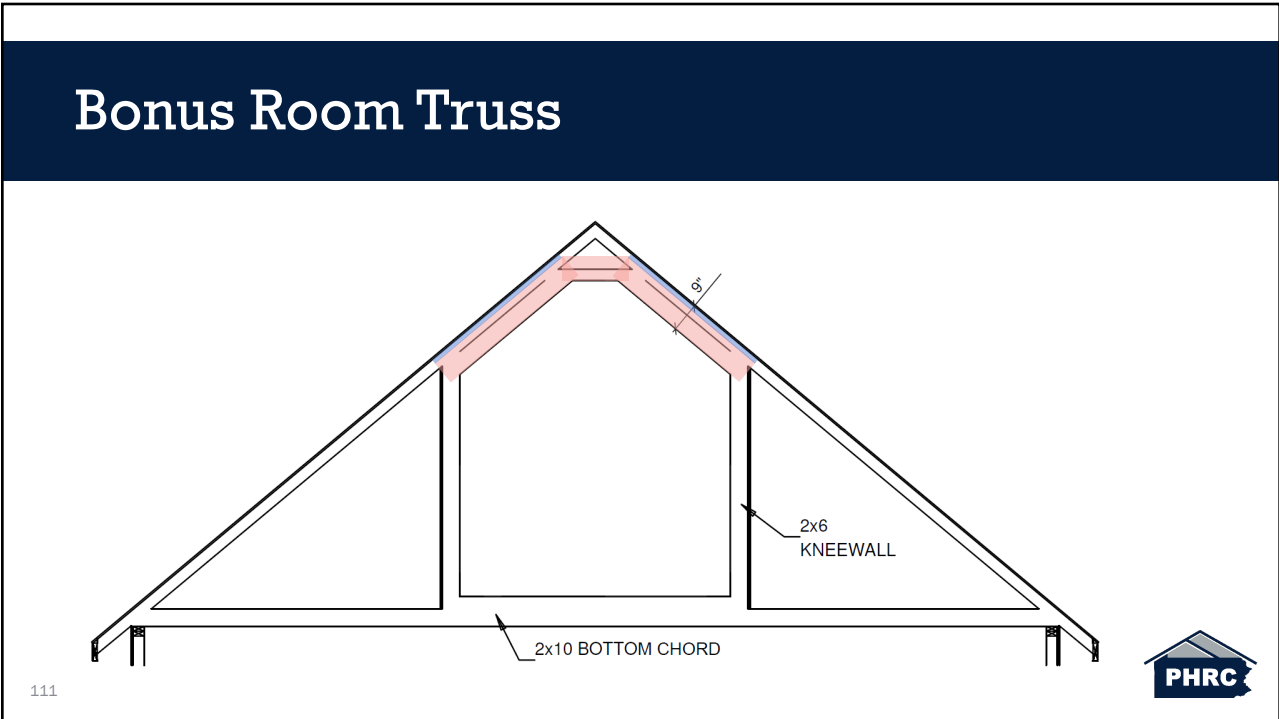 Bonus Room Truss
9"
2x6
KNEEWALL
2x10 BOTTOM CHORD
111
PHRC